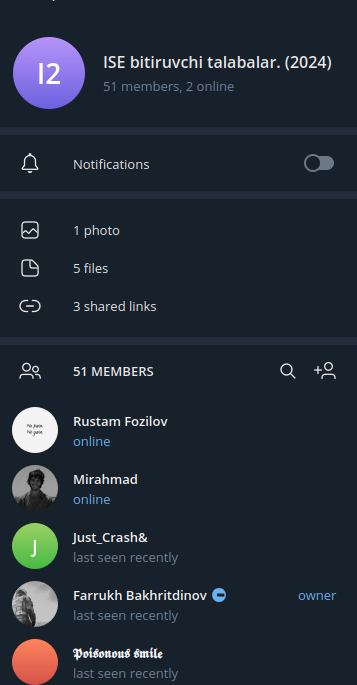 I2
ISE bitiruvchi talabalar. (2024)
51 members, 2 online
Notifications
1 photo
5 files
3 shared links
51 MEMBERS
Rustam Fozilov
online
Mirahmad
online
J
Just_Crash&
last seen recently
Farrukh Bakhritdinov
owner
last seen recently
𝕻𝖔𝖎𝖘𝖔𝖓𝖔𝖚𝖘 𝖘𝖒𝖎𝖑𝖊
last seen recently